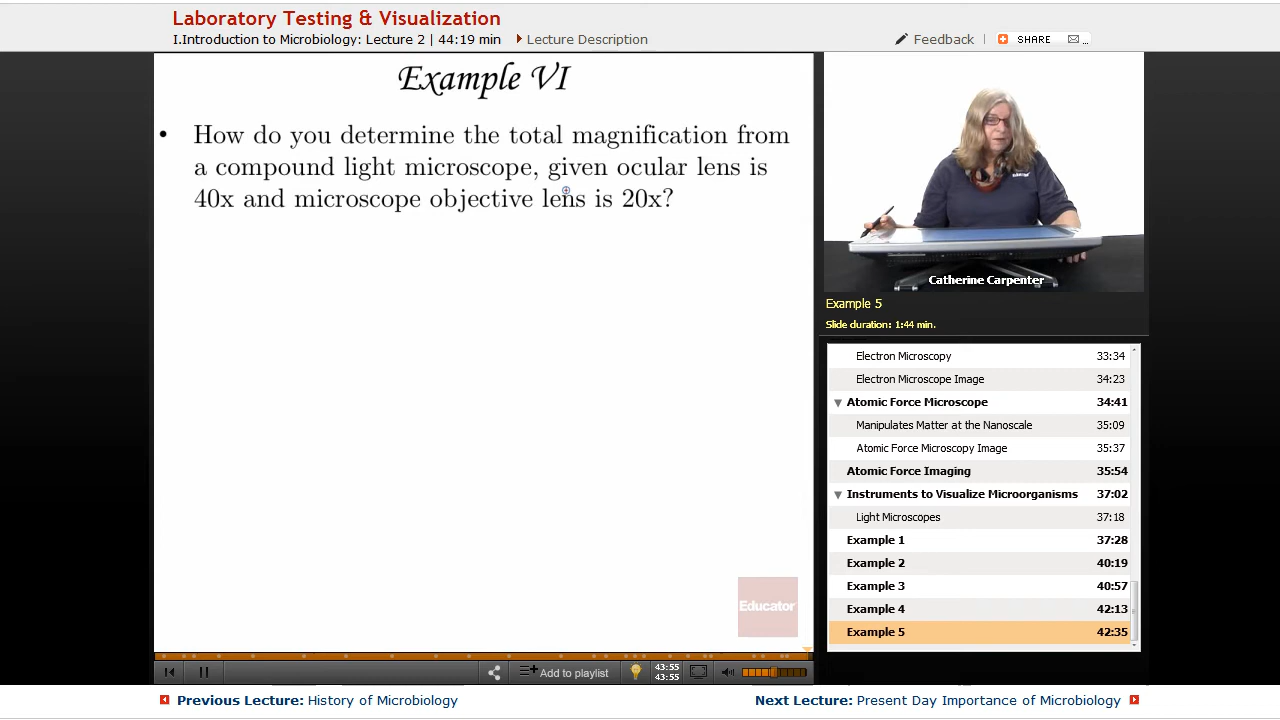 Laboratory Testing & Visualization
I.Introduction to Microbiology: Lecture 2 | 44:19 min
Lecture Description
Feedback
SHARE
...
Example VI
• How do you determine the total magnification from
a compound light microscope, given ocular lens is
40x and microscope objective lens is 20x?
Educator
Catherine Carpenter
Example 5
Slide duration: 1:44 min.
Electron Microscopy 33:34
Electron Microscope Image 34:23
Atomic Force Microscope 34:41
Manipulates Matter at the Nanoscale 35:09
Atomic Force Microscopy Image 35:37
Atomic Force Imaging 35:54
Instruments to Visualize Microorganisms 37:02
Light Microscopes 37:18
Example 1 37:28
Example 2 40:19
Example 3 40:57
Example 4 42:13
Example 5 42:35
Add to playlist
43:55
43:55
Previous Lecture: History of Microbiology
Next Lecture: Present Day Importance of Microbiology